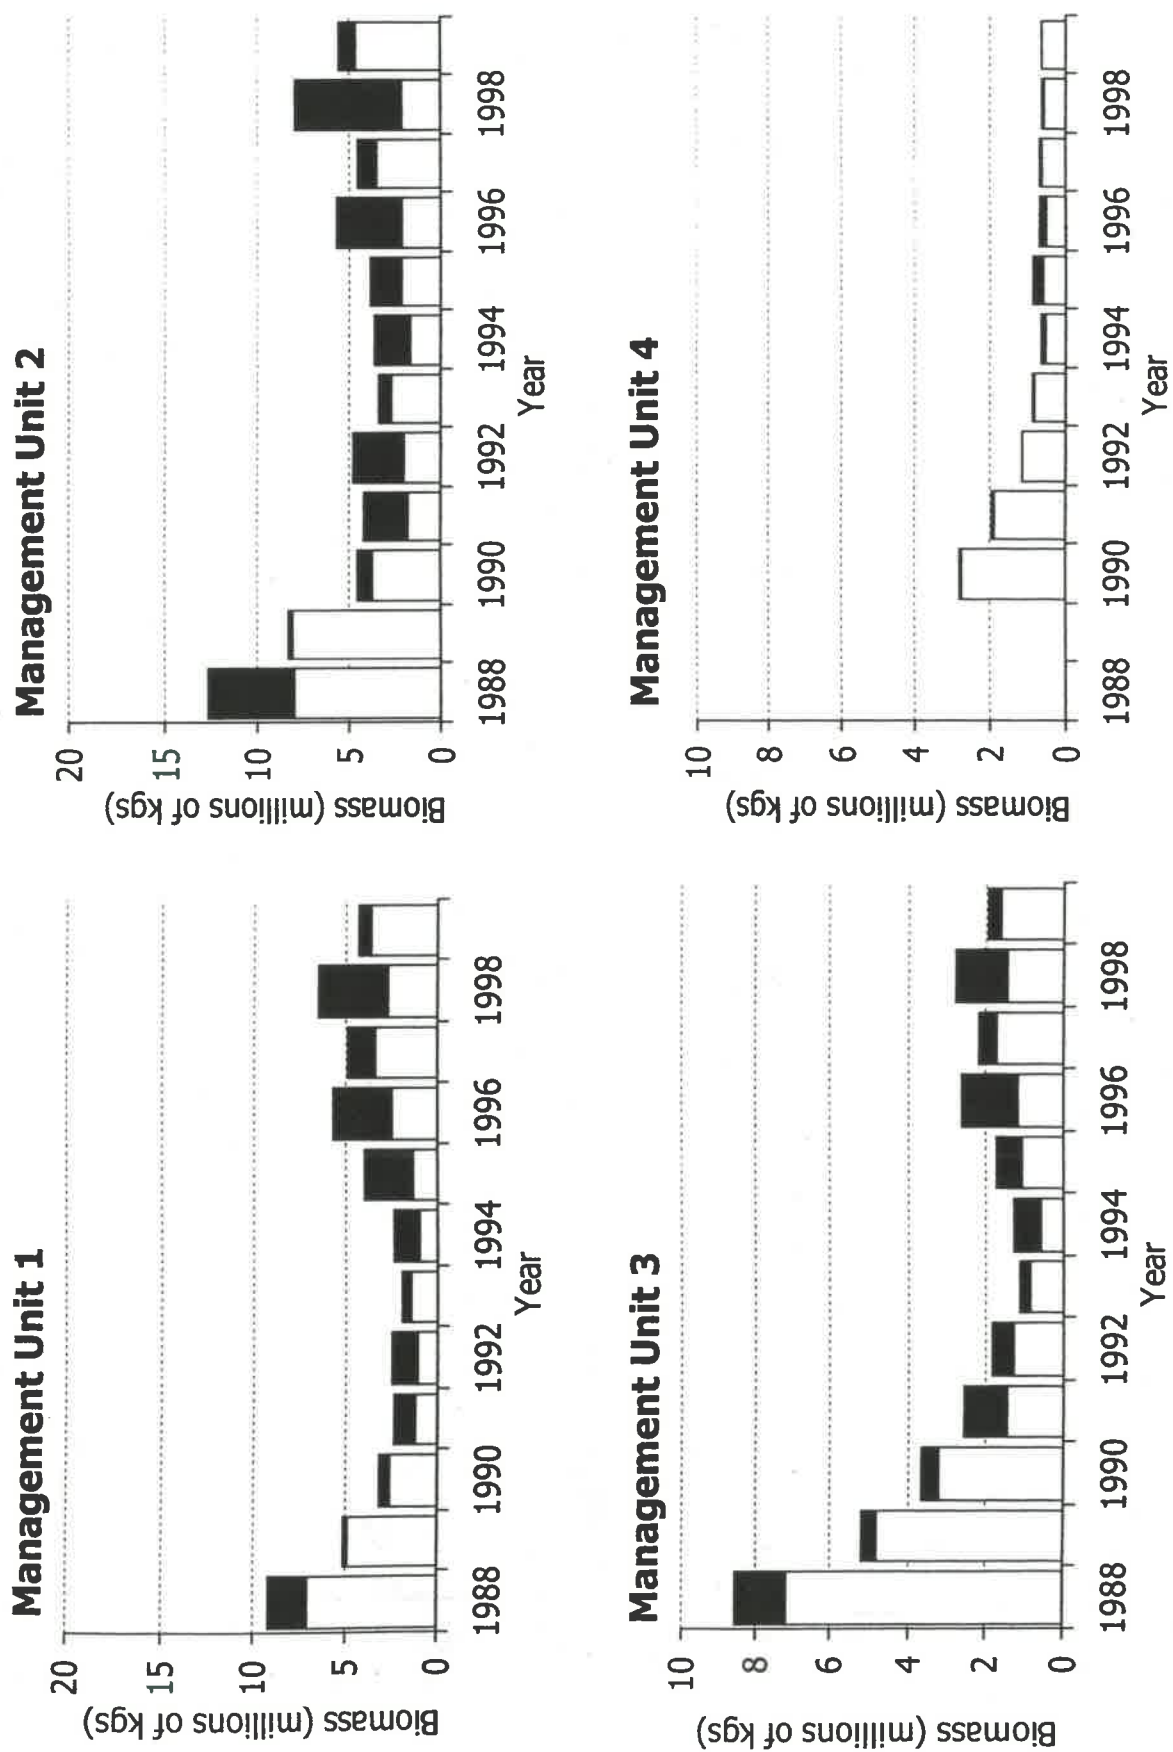 Management Unit 1
Biomass (millions of kgs)
20
15
10
5
0
1988 1990 1992 1994 1996 1998
Year
Management Unit 2
Biomass (millions of kgs)
20
15
10
5
0
1988 1990 1992 1994 1996 1998
Year
Management Unit 3
Biomass (millions of kgs)
10
8
6
4
2
0
1988 1990 1992 1994 1996 1998
Year
Management Unit 4
Biomass (millions of kgs)
10
8
6
4
2
0
1988 1990 1992 1994 1996 1998
Year